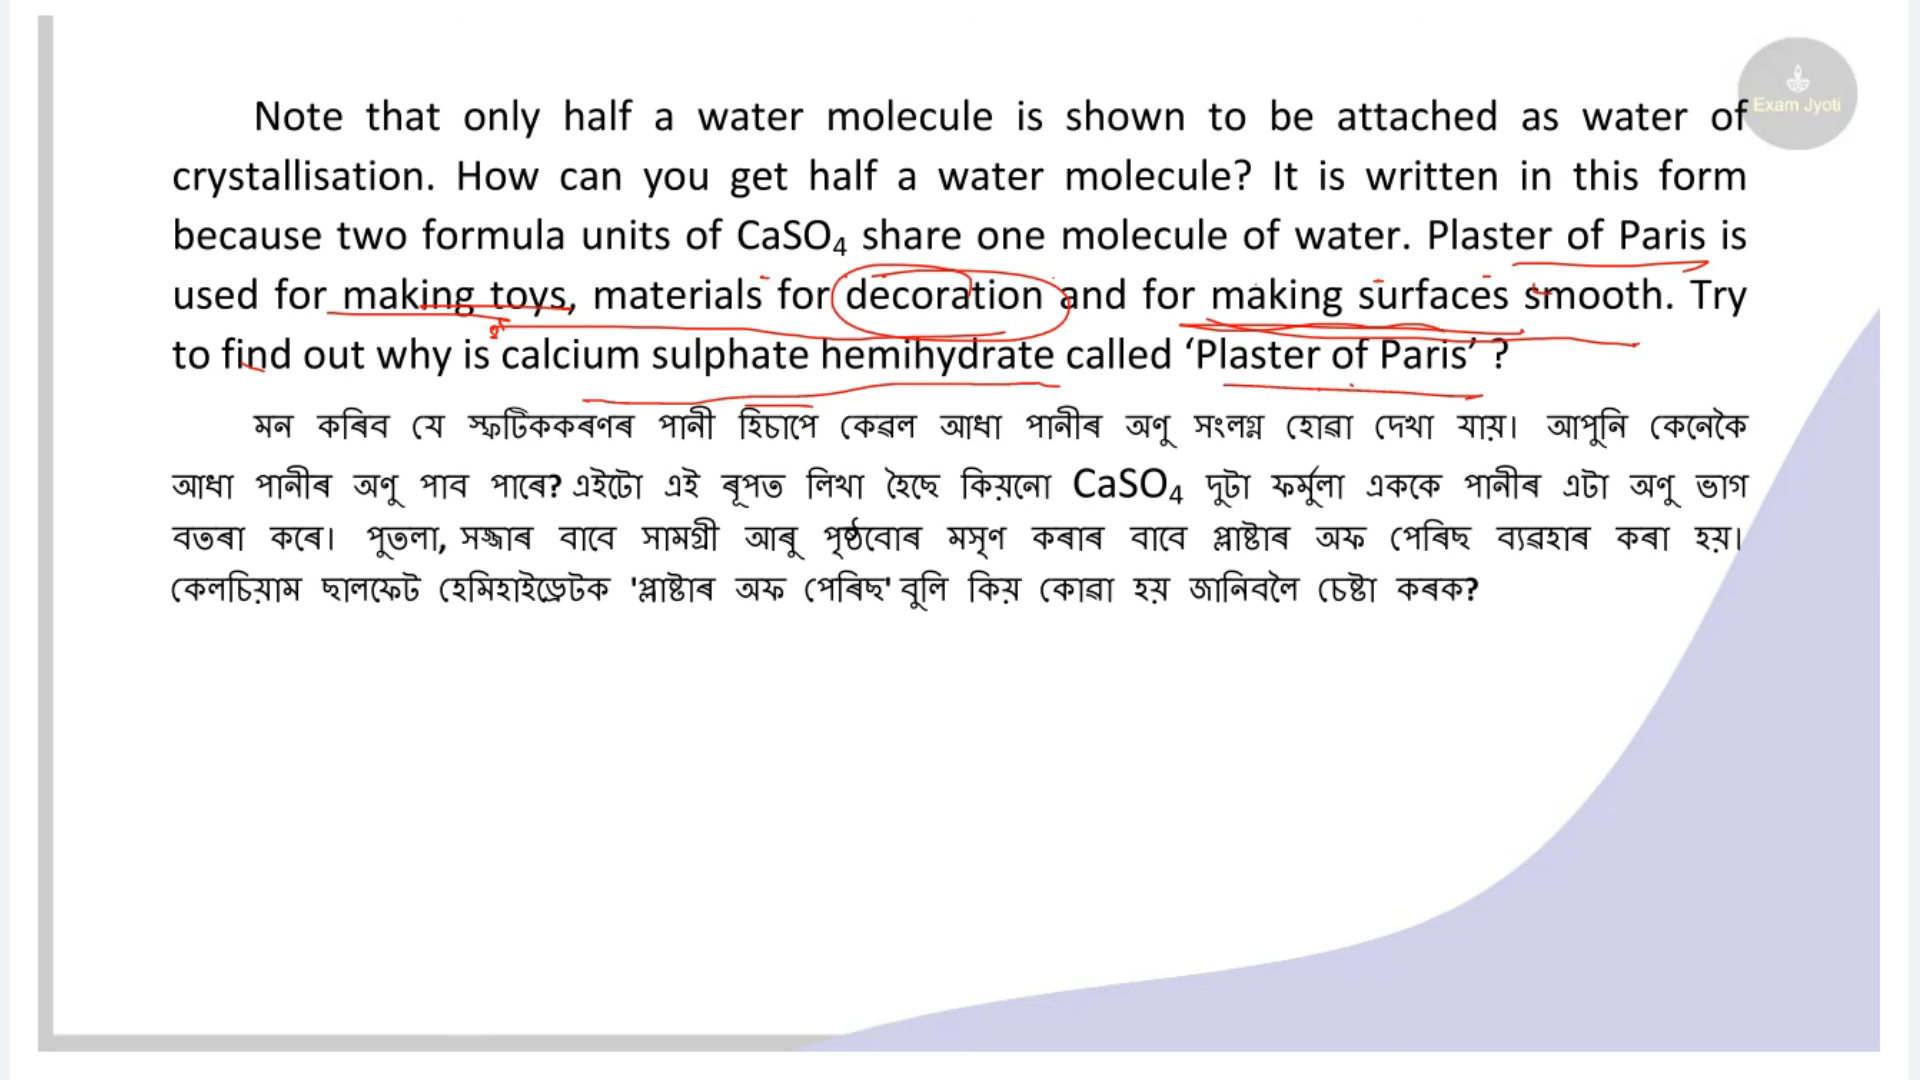 Exam Jyoti
Note that only half a water molecule is shown to be attached as water of
crystallisation. How can you get half a water molecule? It is written in this form
because two formula units of CaSO₄ share one molecule of water. Plaster of Paris is
used for making toys, materials for decoration and for making surfaces smooth. Try
to find out why is calcium sulphate hemihydrate called ‘Plaster of Paris’ ?
মন কৰিব যে স্ফটিককৰণৰ পানী হিচাপে কেৱল আধা পানীৰ অণু সংলগ্ন হোৱা দেখা যায়। আপুনি কেনেকৈ
আধা পানীৰ অণু পাব পাৰে? এইটো এই ৰূপত লিখা হৈছে কিয়নো CaSO₄ দুটা ফৰ্মুলা এককে পানীৰ এটা অণু ভাগ
বতৰা কৰে। পুতলা, সজ্জাৰ বাবে সামগ্ৰী আৰু পৃষ্ঠবোৰ মসৃণ কৰাৰ বাবে প্লাষ্টাৰ অফ পেৰিছ ব্যৱহাৰ কৰা হয়।
কেলচিয়াম ছালফেট হেমিহাইড্ৰেটক 'প্লাষ্টাৰ অফ পেৰিছ' বুলি কিয় কোৱা হয় জানিবলৈ চেষ্টা কৰক?